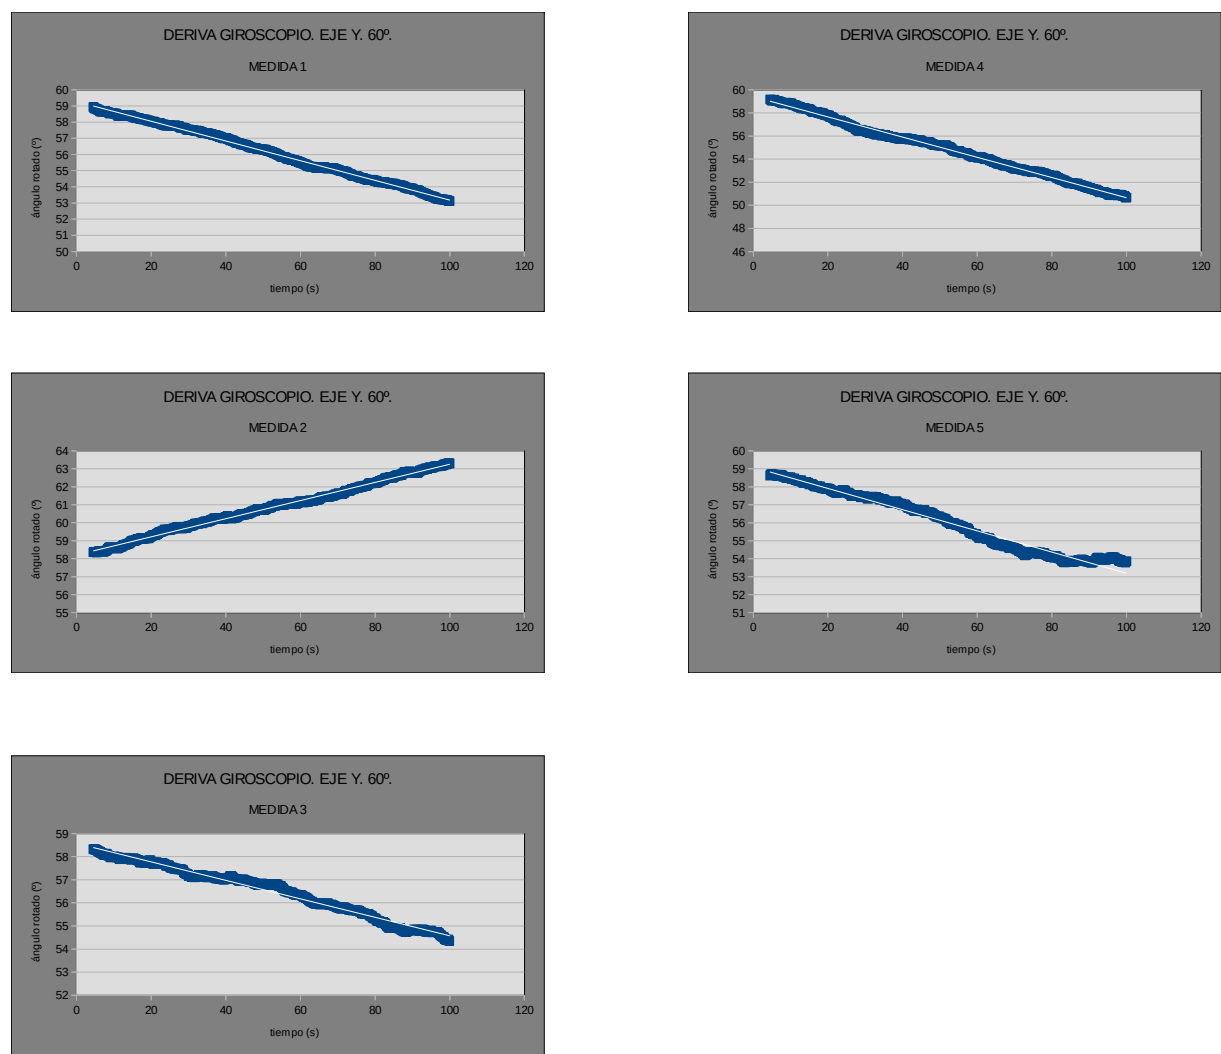 DERIVA GIROSCOPIO. EJE Y. 60º.
MEDIDA 1
ángulo rotado (º)
60
59
58
57
56
55
54
53
52
51
50
0 20 40 60 80 100 120
tiempo (s)
DERIVA GIROSCOPIO. EJE Y. 60º.
MEDIDA 4
ángulo rotado (º)
60
58
56
54
52
50
48
46
0 20 40 60 80 100 120
tiempo (s)
DERIVA GIROSCOPIO. EJE Y. 60º.
MEDIDA 2
ángulo rotado (º)
64
63
62
61
60
59
58
57
56
55
0 20 40 60 80 100 120
tiempo (s)
DERIVA GIROSCOPIO. EJE Y. 60º.
MEDIDA 5
ángulo rotado (º)
60
59
58
57
56
55
54
53
52
51
0 20 40 60 80 100 120
tiempo (s)
DERIVA GIROSCOPIO. EJE Y. 60º.
MEDIDA 3
ángulo rotado (º)
59
58
57
56
55
54
53
52
0 20 40 60 80 100 120
tiempo (s)